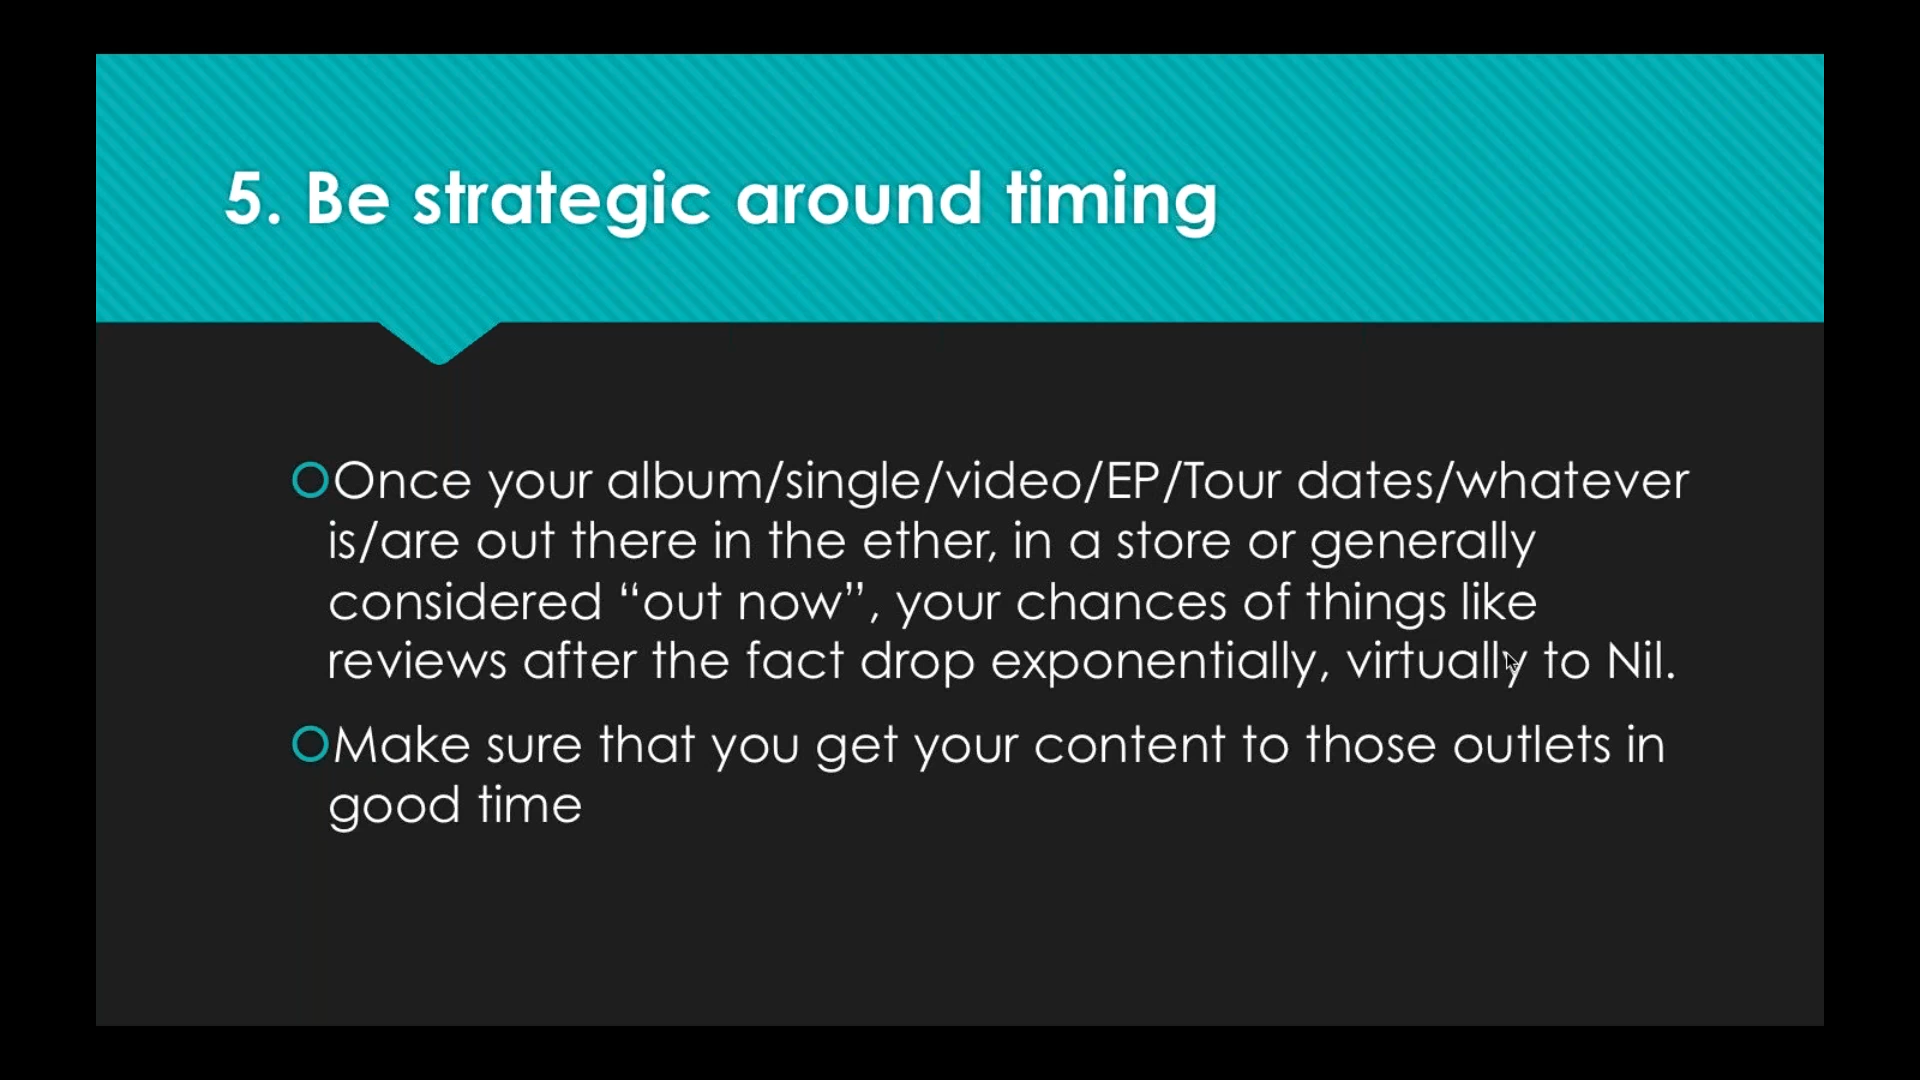 5. Be strategic around timing
Once your album/single/video/EP/Tour dates/whatever
is/are out there in the ether, in a store or generally
considered “out now”, your chances of things like
reviews after the fact drop exponentially, virtually to Nil.
Make sure that you get your content to those outlets in
good time